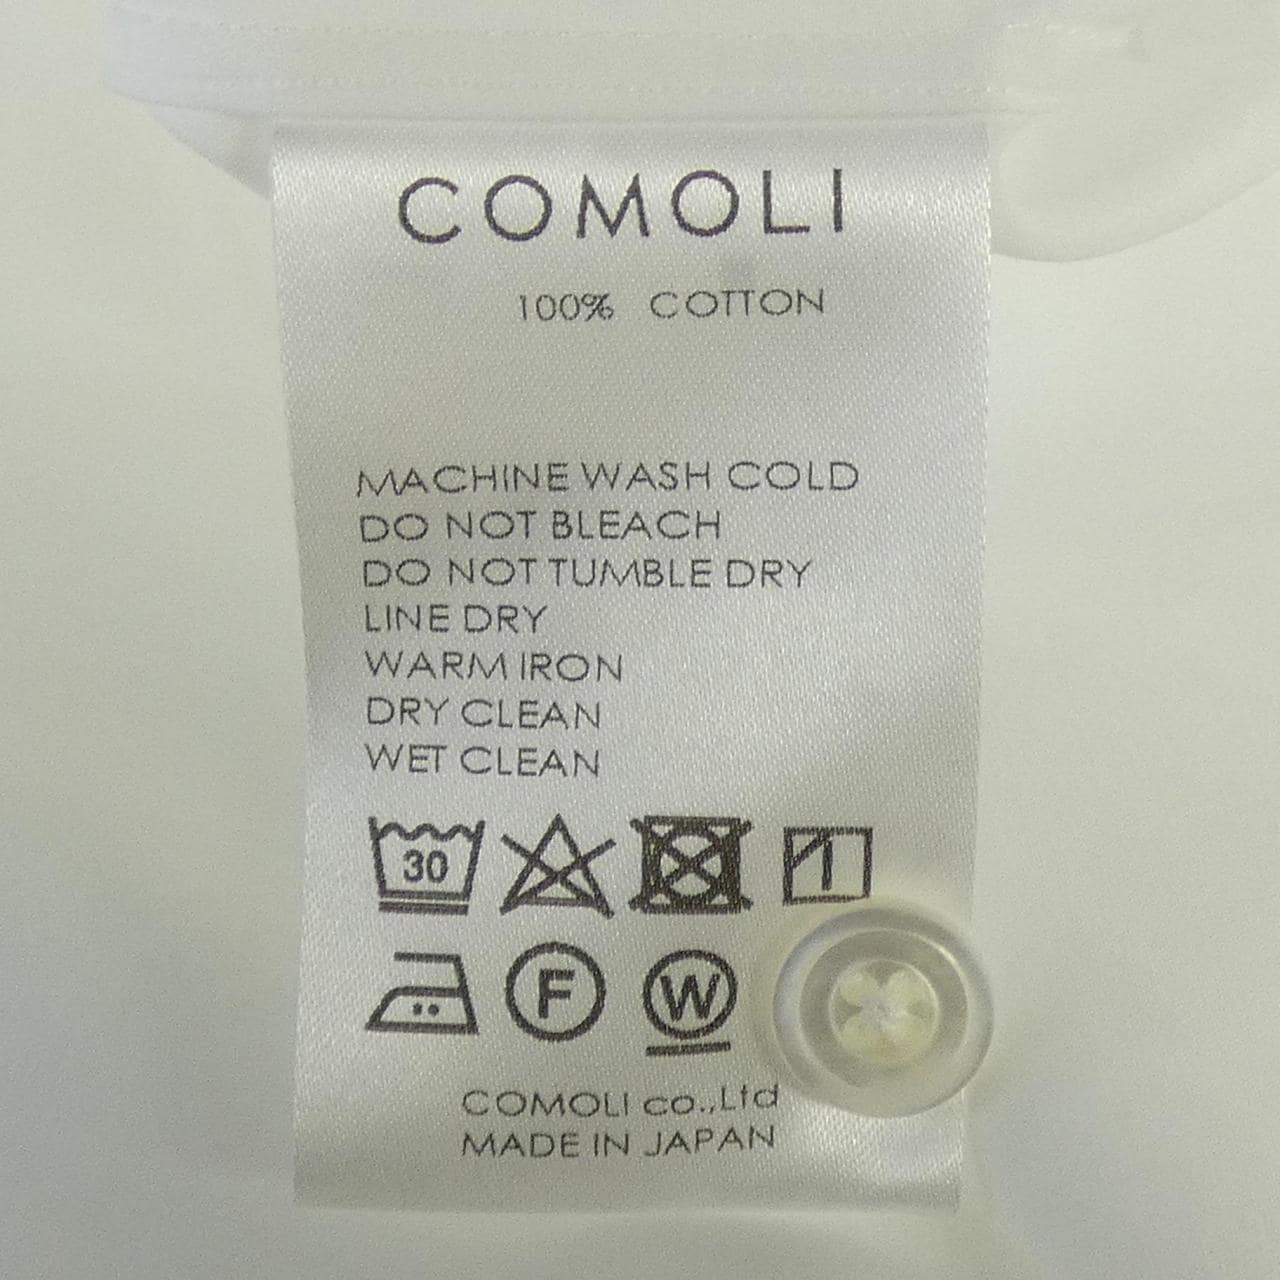 COMOLI
100% COTTON
MACHINE WASH COLD
DO NOT BLEACH
DO NOT TUMBLE DRY
LINE DRY
WARM IRON
DRY CLEAN
WET CLEAN
30
F W
COMOLI co.,Ltd
MADE IN JAPAN